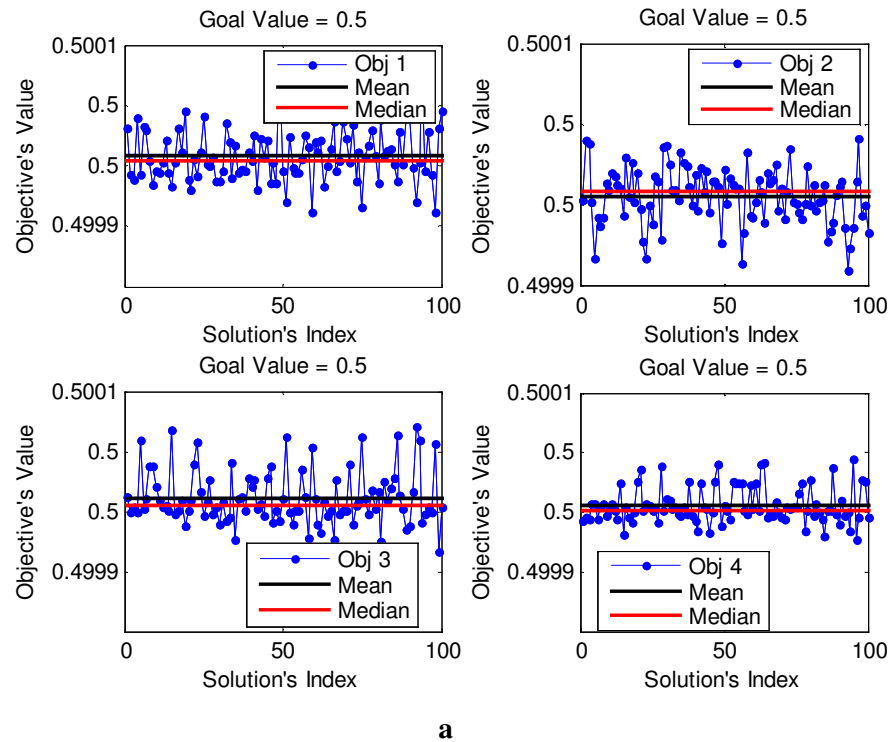 Goal Value = 0.5
0.5001
0.5
0.5
0.4999
Objective's Value
Obj 1
Mean
Median
0
50
100
Solution's Index
Goal Value = 0.5
0.5001
0.5
0.4999
Objective's Value
Obj 2
Mean
Median
0
50
100
Solution's Index
Goal Value = 0.5
0.5001
0.5
0.5
0.4999
Objective's Value
Obj 3
Mean
Median
0
50
100
Solution's Index
Goal Value = 0.5
0.5001
0.5
0.5
0.4999
Objective's Value
Obj 4
Mean
Median
0
50
100
Solution's Index
a